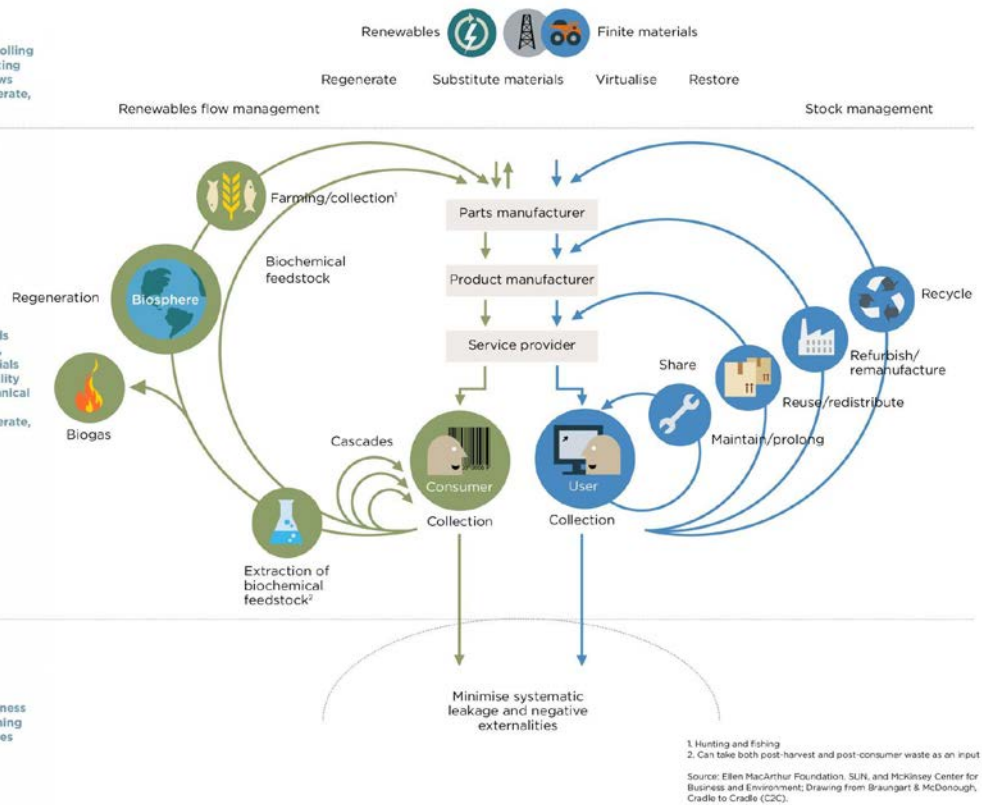 Renewables
Finite materials
Regenerate
Substitute materials
Virtualise
Restore
Renewables flow management
Stock management
Farming/collection¹
Biochemical
feedstock
Regeneration
Biosphere
Biogas
Cascades
Extraction of
biochemical
feedstock²
Parts manufacturer
Product manufacturer
Service provider
Consumer
Collection
User
Collection
Share
Maintain/prolong
Reuse/redistribute
Refurbish/
remanufacture
Recycle
Minimise systematic
leakage and negative
externalities
1. Hunting and fishing
2. Can take both post-harvest and post-consumer waste as an input
Source: Ellen MacArthur Foundation, SUN, and McKinsey Center for
Business and Environment; Drawing from Braungart & McDonough,
Cradle to Cradle (C2C).